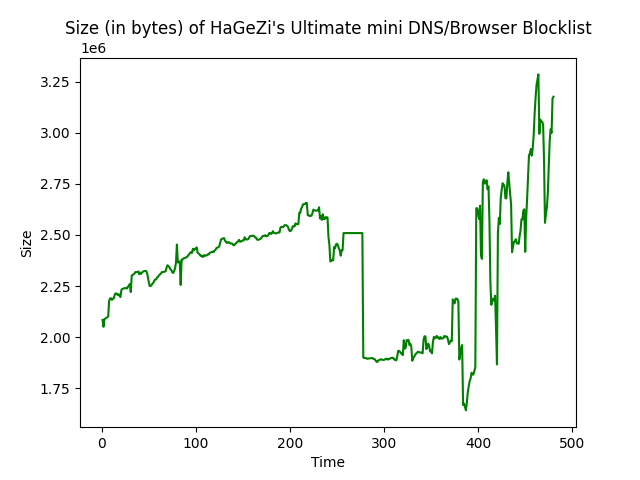 Size (in bytes) of HaGeZi's Ultimate mini DNS/Browser Blocklist
1e6
3.25
3.00
2.75
2.50
2.25
2.00
1.75
Size
0 100 200 300 400 500
Time